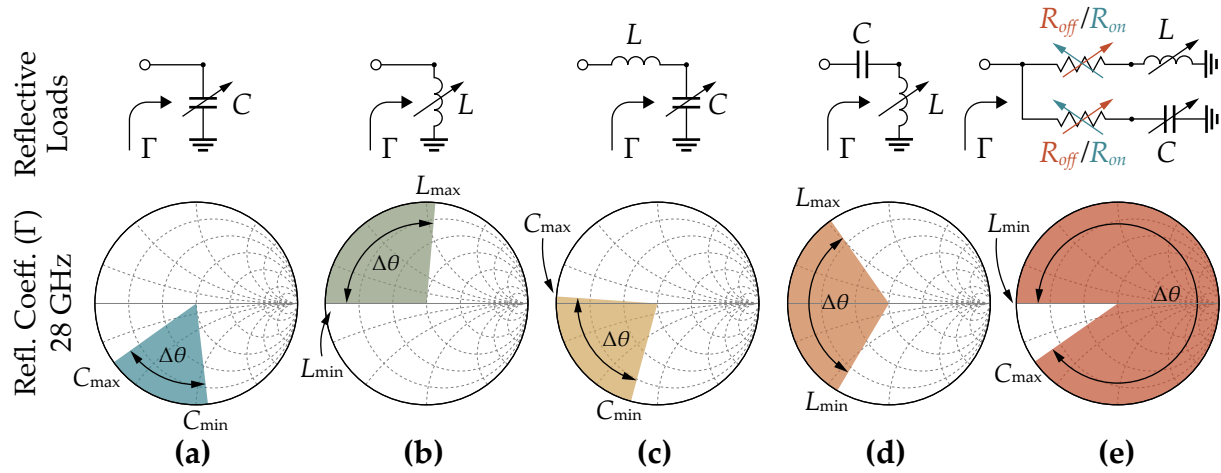 Reflective
Loads
C
Γ
L
Γ
L
C
Γ
C
L
Γ
R_off/R_on
L
R_off/R_on
C
Γ
Refl. Coeff. (Γ)
28 GHz
Δθ
C_max
C_min
L_max
Δθ
L_min
C_max
Δθ
C_min
L_max
Δθ
L_min
L_min
Δθ
C_max
(a)
(b)
(c)
(d)
(e)